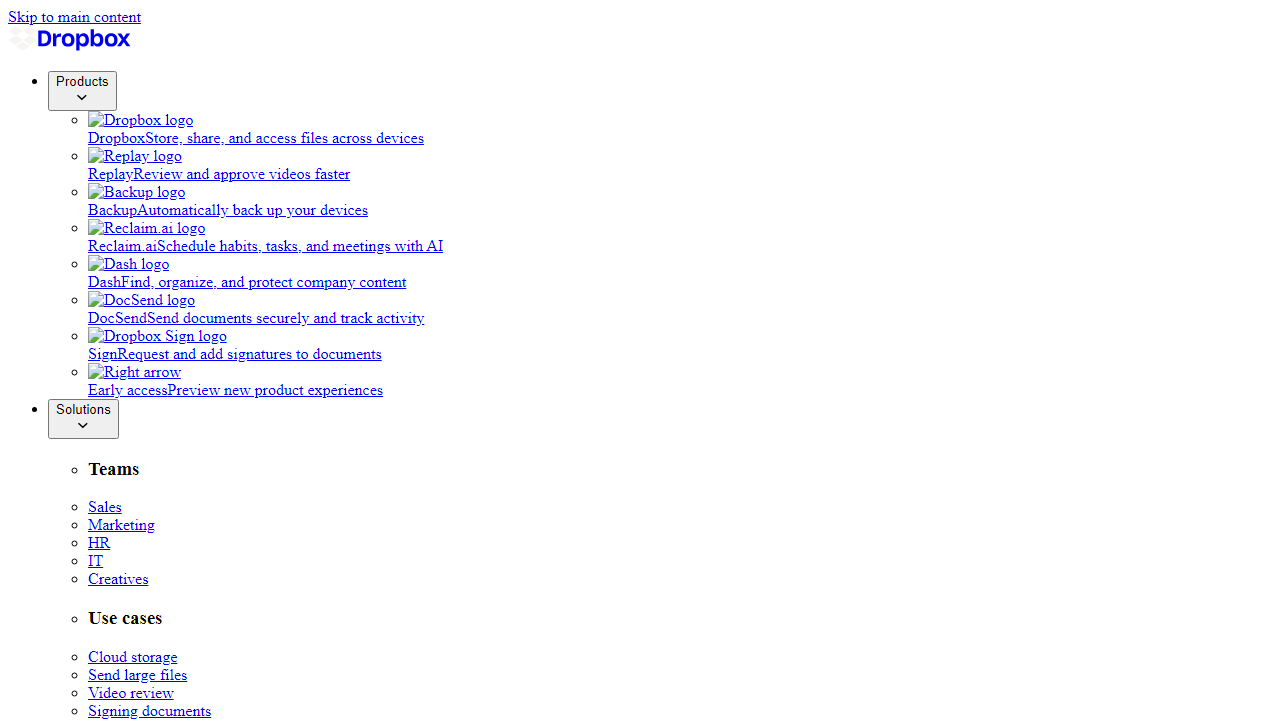 Skip to main content
Dropbox
Products
Dropbox logo
DropboxStore, share, and access files across devices
Replay logo
ReplayReview and approve videos faster
Backup logo
BackupAutomatically back up your devices
Reclaim.ai logo
Reclaim.aiSchedule habits, tasks, and meetings with AI
Dash logo
DashFind, organize, and protect company content
DocSend logo
DocSendSend documents securely and track activity
Dropbox Sign logo
SignRequest and add signatures to documents
Right arrow
Early accessPreview new product experiences
Solutions
Teams
Sales
Marketing
HR
IT
Creatives
Use cases
Cloud storage
Send large files
Video review
Signing documents